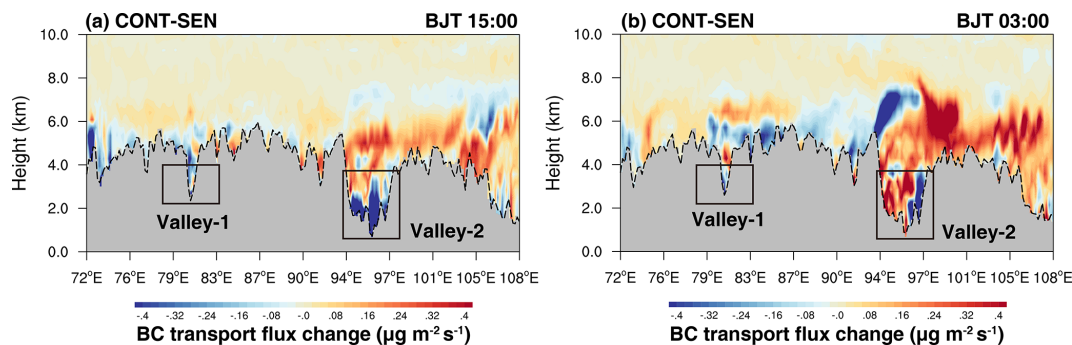 (a) CONT-SEN BJT 15:00
10.0
8.0
6.0
4.0
2.0
0.0
Height (km)
Valley-1
Valley-2
72°E 76°E 79°E 83°E 87°E 90°E 94°E 97°E 101°E 105°E 108°E
-.4 -.32 -.24 -.16 -.08 -0.0 .08 .16 .24 .32 .4
BC transport flux change (μg m⁻² s⁻¹)
(b) CONT-SEN BJT 03:00
10.0
8.0
6.0
4.0
2.0
0.0
Height (km)
Valley-1
Valley-2
72°E 76°E 79°E 83°E 87°E 90°E 94°E 97°E 101°E 105°E 108°E
-.4 -.32 -.24 -.16 -.08 -0.0 .08 .16 .24 .32 .4
BC transport flux change (μg m⁻² s⁻¹)